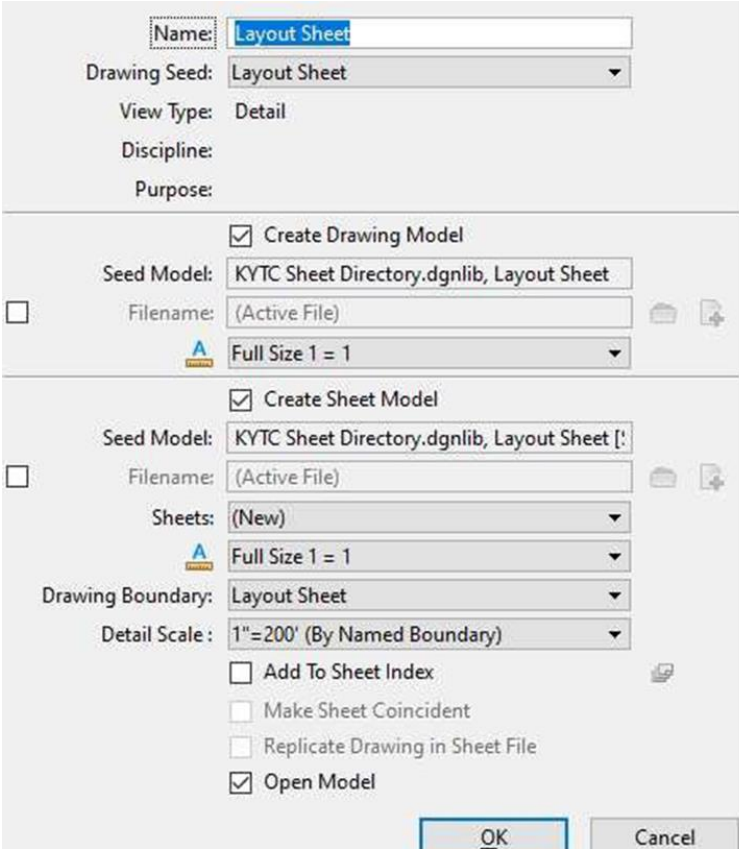 Name: Layout Sheet
Drawing Seed: Layout Sheet
View Type: Detail
Discipline:
Purpose:
Create Drawing Model
Seed Model: KYTC Sheet Directory.dgnlib, Layout Sheet
Filename: (Active File)
A Full Size 1 = 1
Create Sheet Model
Seed Model: KYTC Sheet Directory.dgnlib, Layout Sheet [
Filename: (Active File)
Sheets: (New)
A Full Size 1 = 1
Drawing Boundary: Layout Sheet
Detail Scale : 1"=200' (By Named Boundary)
Add To Sheet Index
Make Sheet Coincident
Replicate Drawing in Sheet File
Open Model
OK Cancel